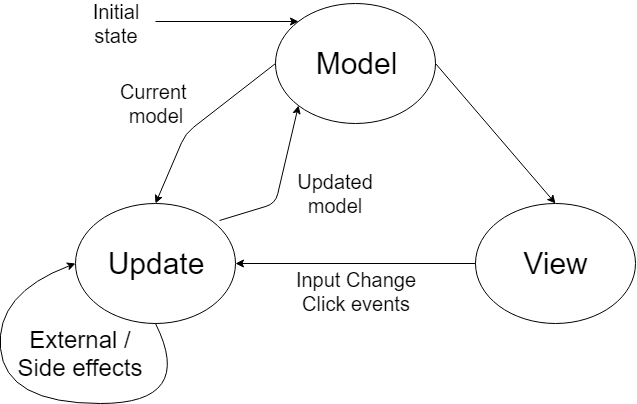 Initial
state
Model
Current
model
Updated
model
Update
View
Input Change
Click events
External /
Side effects